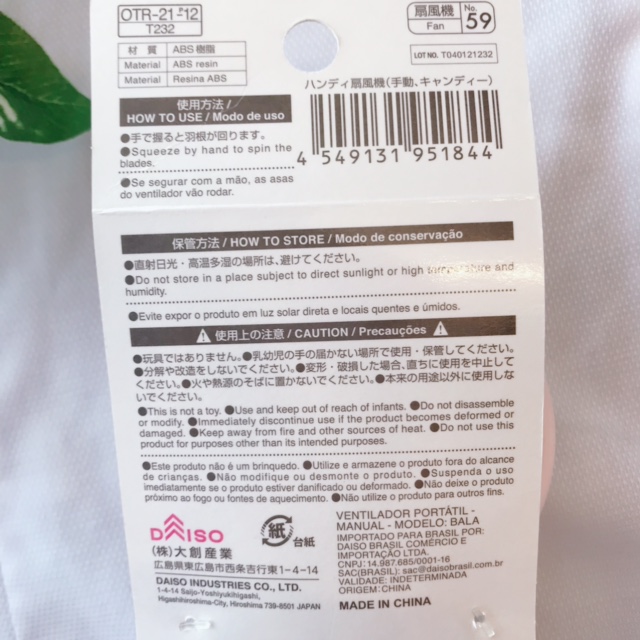 OTR-21-P12
T232
材 質 ABS樹脂
Material ABS resin
Material Resina ABS
扇風機
Fan
No.
59
LOT NO. T040121232
ハンディ扇風機(手動、キャンディー)
4 549131 951844
使用方法 /
HOW TO USE / Modo de uso
●手で握ると羽根が回ります。
●Squeeze by hand to spin the
blades.
●Se segurar com a mão, as asas
do ventilador vão rodar.
保管方法 / HOW TO STORE / Modo de conservação
●直射日光・高温多湿の場所は、避けてください。
●Do not store in a place subject to direct sunlight or high temperature and
humidity.
●Evite expor o produto em luz solar direta e locais quentes e úmidos.
使用上の注意 / CAUTION / Precauções
●玩具ではありません。●乳幼児の手の届かない場所で使用・保管してください。
●分解や改造をしないでください。●変形・破損した場合、直ちに使用を中止して
ください。●火や熱源のそばに置かないでください。●本来の用途以外に使用しな
いでください。
●This is not a toy. ●Use and keep out of reach of infants. ●Do not disassemble
or modify. ●Immediately discontinue use if the product becomes deformed or
damaged. ●Keep away from fire and other sources of heat. ●Do not use this
product for purposes other than its intended purposes.
●Este produto não é um brinquedo. ●Utilize e armazene o produto fora do alcance
de crianças. ●Não modifique ou desmonte o produto. ●Suspenda o uso
imediatamente se o produto estiver danificado ou deformado. ●Não deixe o produto
próximo ao fogo ou fontes de aquecimento. ●Não utilize o produto para outros fins.
DAISO
紙 台紙
(株)大創産業
広島県東広島市西条吉行東1-4-14
DAISO INDUSTRIES CO., LTD.
1-4-14 Saijo-Yoshiyukihigashi,
Higashihiroshima-City, Hiroshima 739-8501 JAPAN
VENTILADOR PORTÁTIL -
MANUAL - MODELO: BALA
IMPORTADO PARA BRASIL POR:
DAISO BRASIL COMÉRCIO E
IMPORTAÇÃO LTDA.
CNPJ: 14.987.685/0001-16
SAC(BRASIL): sac@daisobrasil.com.br
VALIDADE: INDETERMINADA
ORIGEM: CHINA
MADE IN CHINA